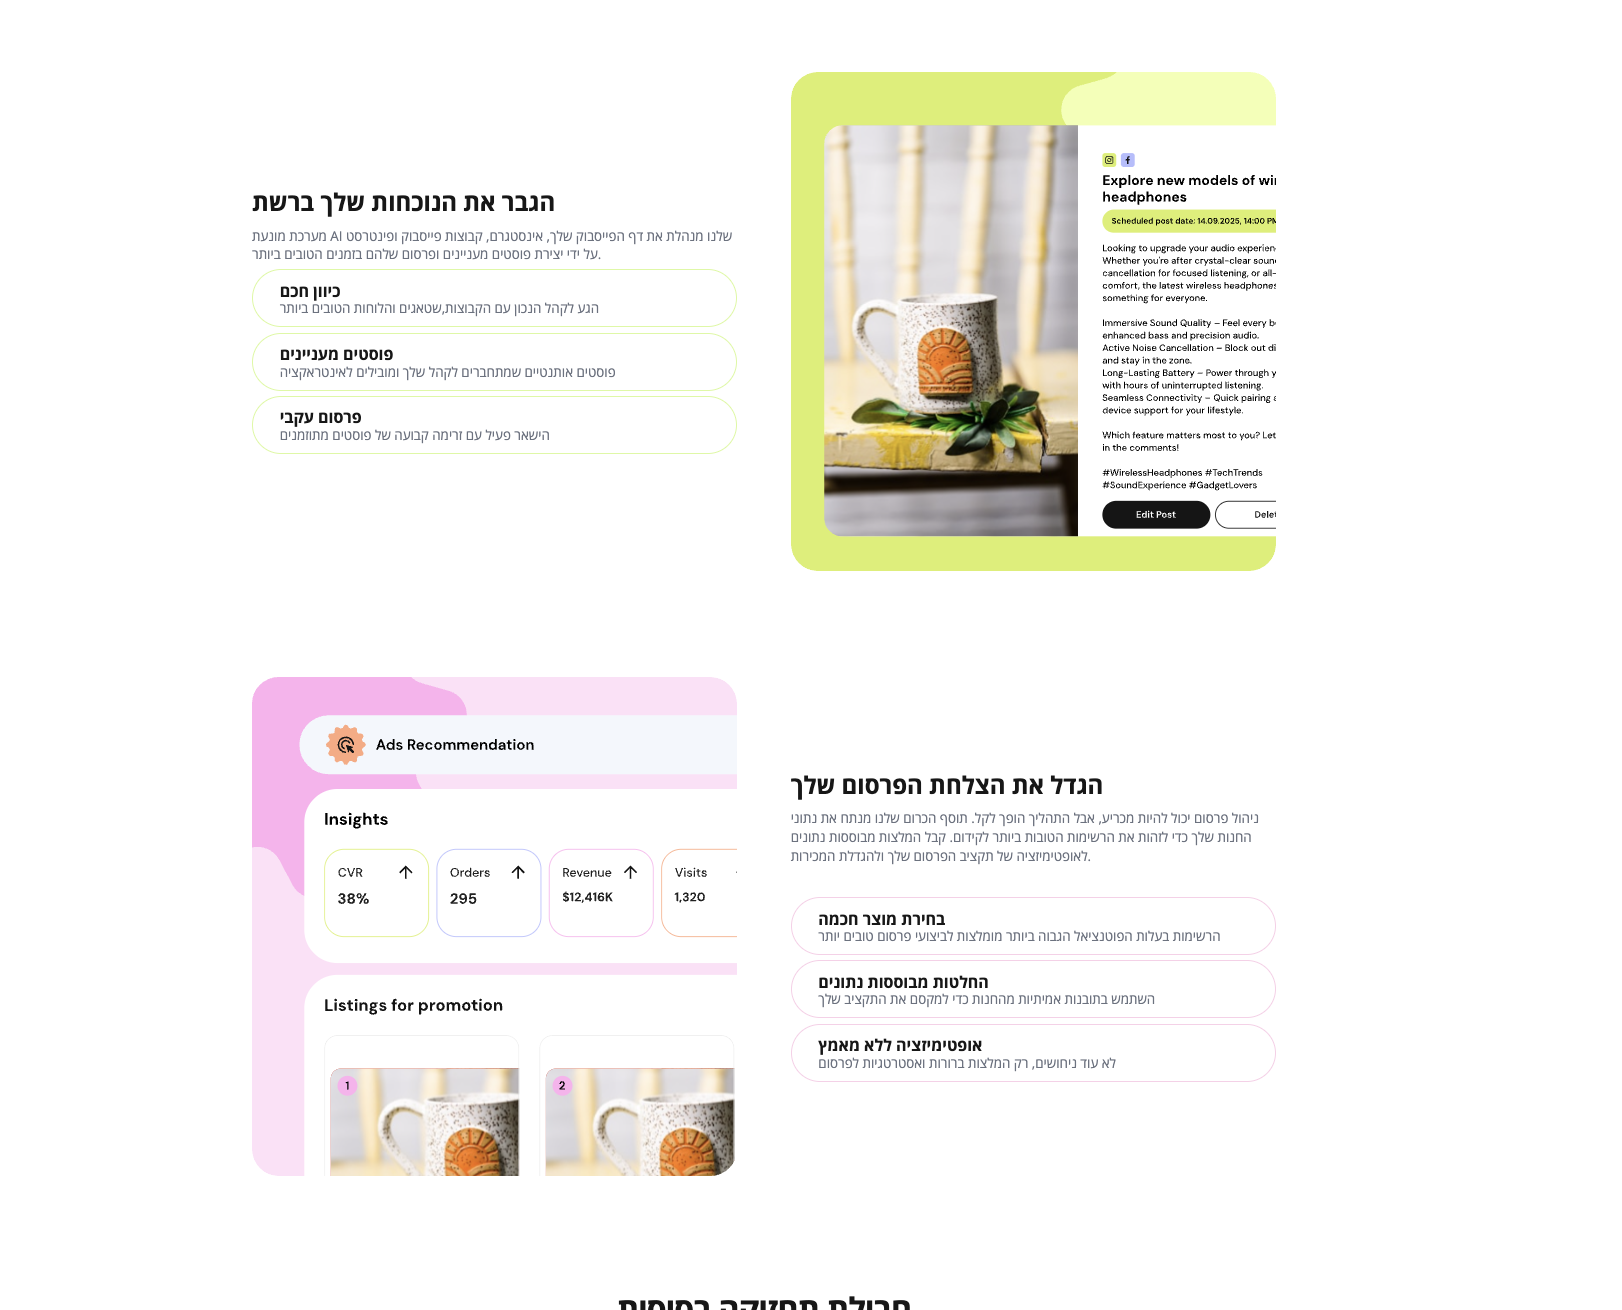 הגבר את הנוכחות שלך ברשת
שלנו מנהלת את דף הפייסבוק שלך, אינסטגרם, קבוצות פייסבוק ופינטרסט AI מערכת מונעת
על ידי יצירת פוסטים מעניינים ופרסום שלהם בזמנים הטובים ביותר.
כיוון חכם
הגע לקהל הנכון עם הקבוצות,שטאגים והלוחות הטובים ביותר
פוסטים מעניינים
פוסטים אותנטיים שמתחברים לקהל שלך ומובילים לאינטראקציה
פרסום עקבי
הישאר פעיל עם זרימה קבועה של פוסטים מתוזמנים
Explore new models of wi
headphones
Scheduled post date: 14.09.2025, 14:00 PM
Looking to upgrade your audio experien
Whether you're after crystal-clear soun
cancellation for focused listening, or all-
comfort, the latest wireless headphones
something for everyone.
Immersive Sound Quality – Feel every b
enhanced bass and precision audio.
Active Noise Cancellation – Block out di
and stay in the zone.
Long-Lasting Battery – Power through y
with hours of uninterrupted listening.
Seamless Connectivity – Quick pairing a
device support for your lifestyle.
Which feature matters most to you? Let
in the comments!
#WirelessHeadphones #TechTrends
#SoundExperience #GadgetLovers
Edit Post
Delet
Ads Recommendation
Insights
CVR
38%
Orders
295
Revenue
$12,416K
Visits
1,320
Listings for promotion
1
2
הגדל את הצלחת הפרסום שלך
ניהול פרסום יכול להיות מכריע, אבל התהליך הופך לקל. תוסף הכרום שלנו מנתח את נתוני
החנות שלך כדי לזהות את הרשימות הטובות ביותר לקידום. קבל המלצות מבוססות נתונים
לאופטימיזציה של תקציב הפרסום שלך ולהגדלת המכירות.
בחירת מוצר חכמה
הרשימות בעלות הפוטנציאל הגבוה ביותר מומלצות לביצועי פרסום טובים יותר
החלטות מבוססות נתונים
השתמש בתובנות אמיתיות מהחנות כדי למקסם את התקציב שלך
אופטימיזציה ללא מאמץ
לא עוד ניחושים, רק המלצות ברורות ואסטרטגיות לפרסום
חבילת תחזוקה בסיסית